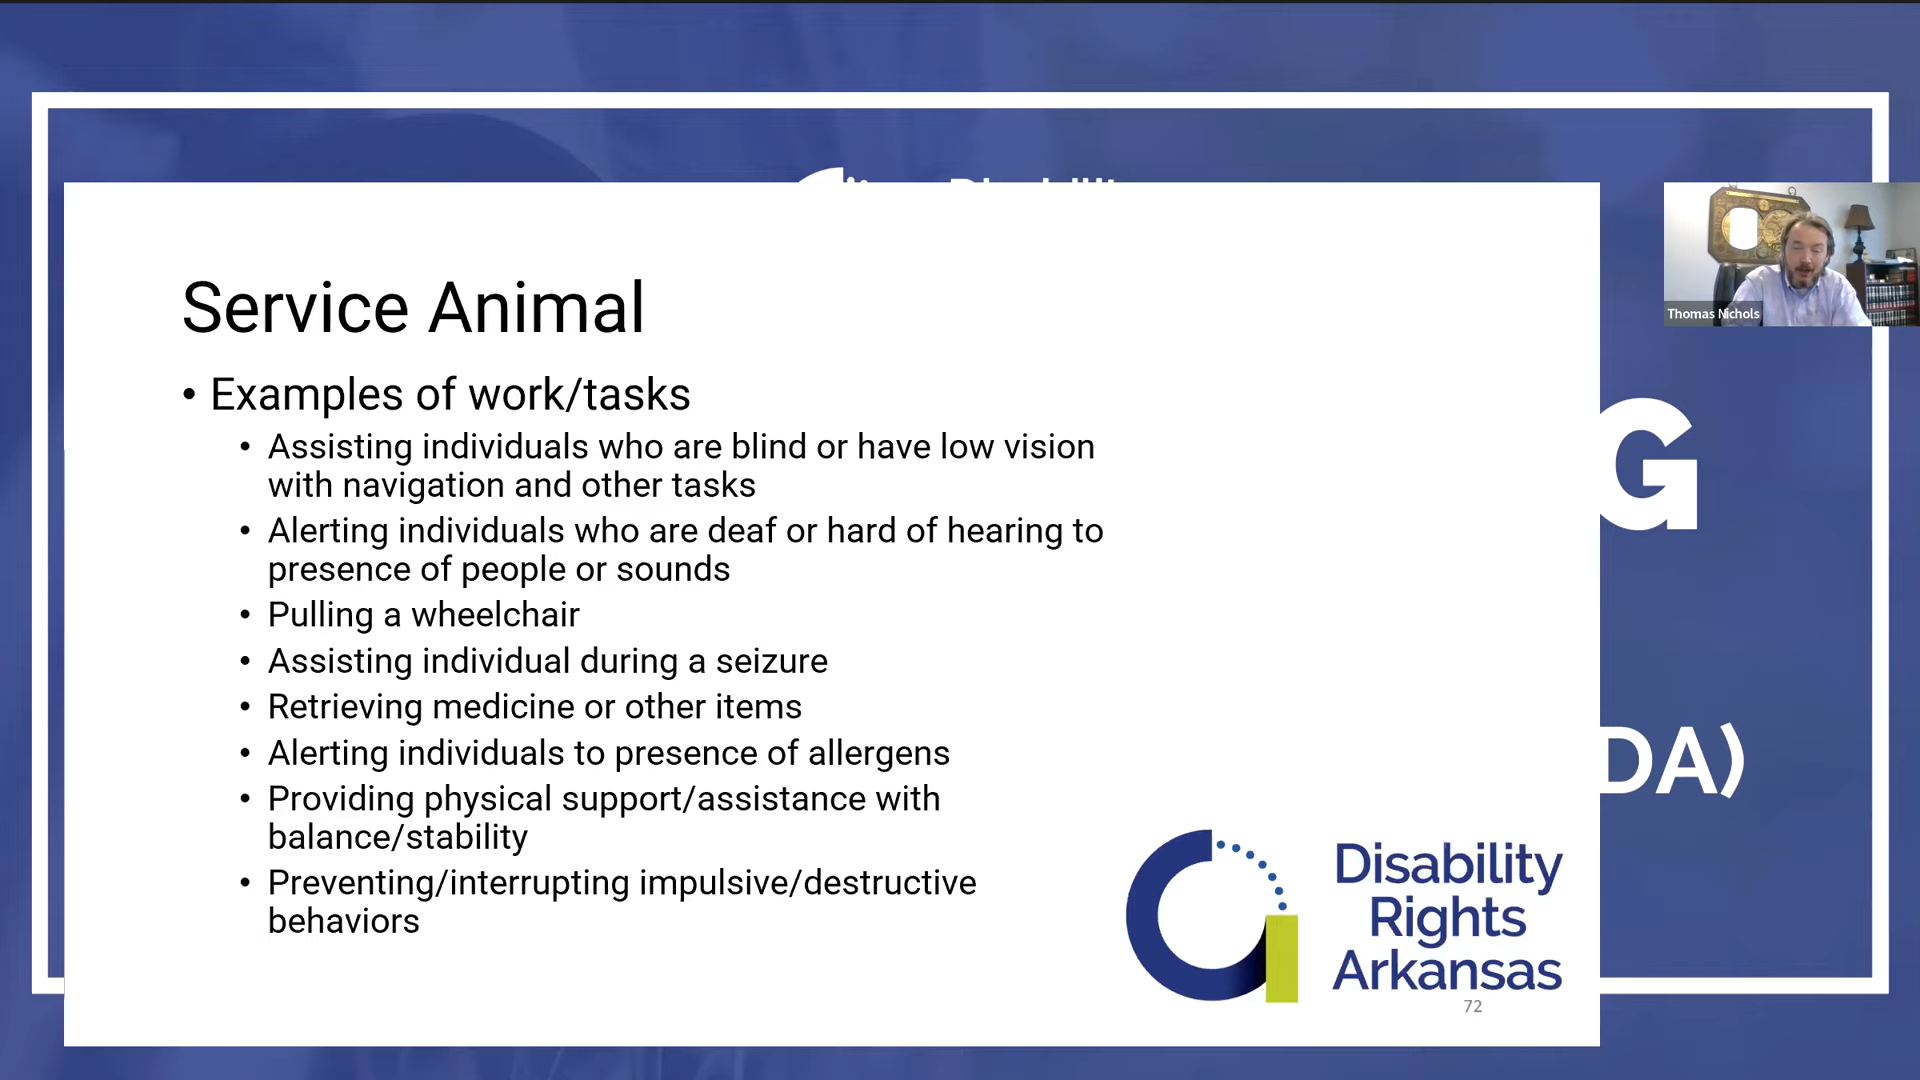 Service Animal
• Examples of work/tasks
• Assisting individuals who are blind or have low vision
with navigation and other tasks
• Alerting individuals who are deaf or hard of hearing to
presence of people or sounds
• Pulling a wheelchair
• Assisting individual during a seizure
• Retrieving medicine or other items
• Alerting individuals to presence of allergens
• Providing physical support/assistance with
balance/stability
• Preventing/interrupting impulsive/destructive
behaviors
Disability
Rights
Arkansas
72
Thomas Nichols
G
DA)